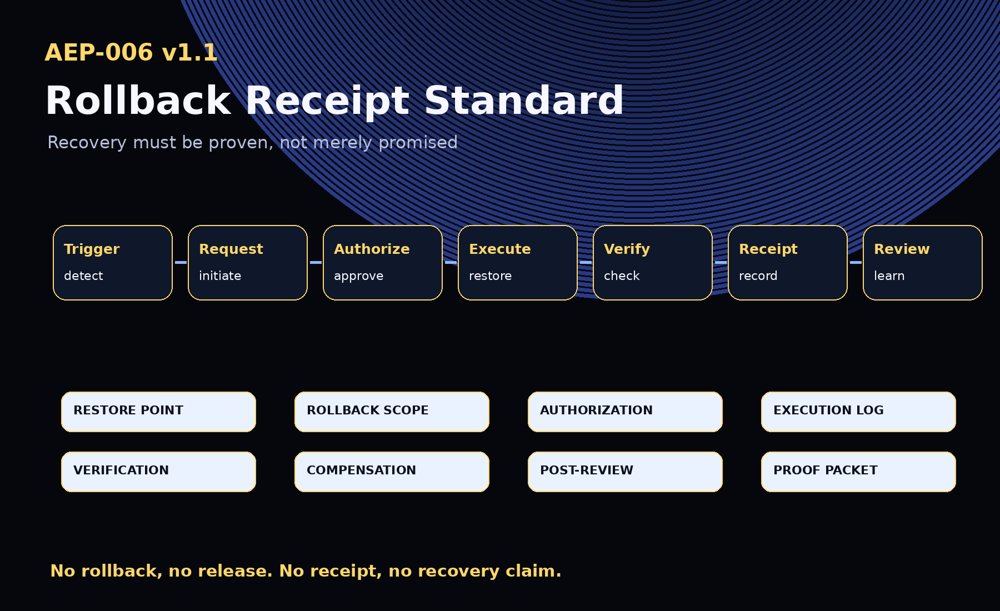 AEP-006 v1.1
Rollback Receipt Standard
Recovery must be proven, not merely promised
Trigger
detect
Request
initiate
Authorize
approve
Execute
restore
Verify
check
Receipt
record
Review
learn
RESTORE POINT
ROLLBACK SCOPE
AUTHORIZATION
EXECUTION LOG
VERIFICATION
COMPENSATION
POST-REVIEW
PROOF PACKET
No rollback, no release. No receipt, no recovery claim.